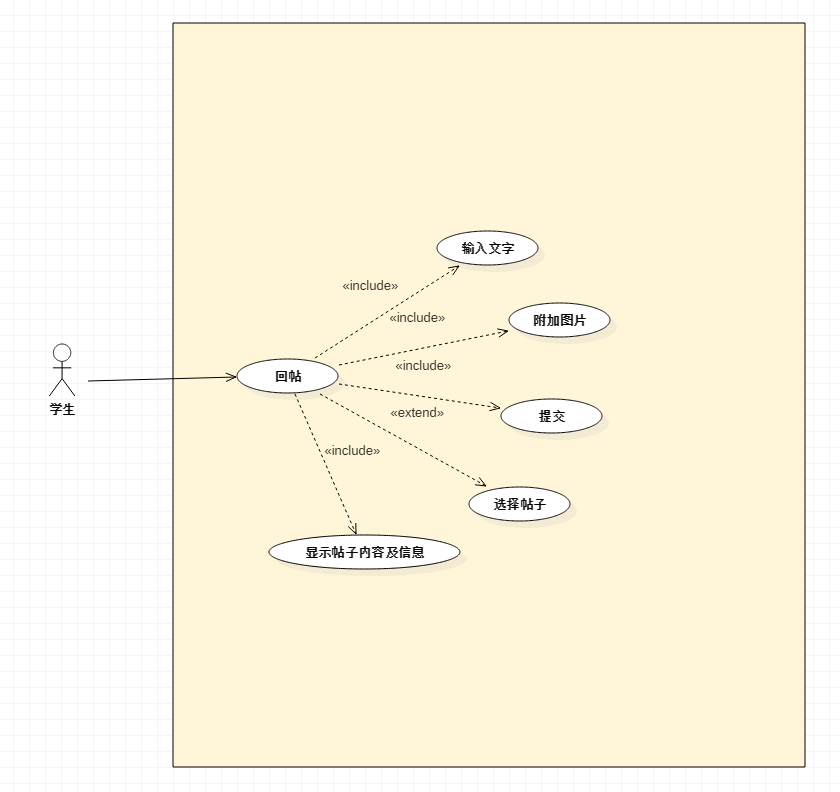 输入文字
«include»
«include»
附加图片
«include»
回帖
学生
«extend»
提交
«include»
选择帖子
显示帖子内容及信息